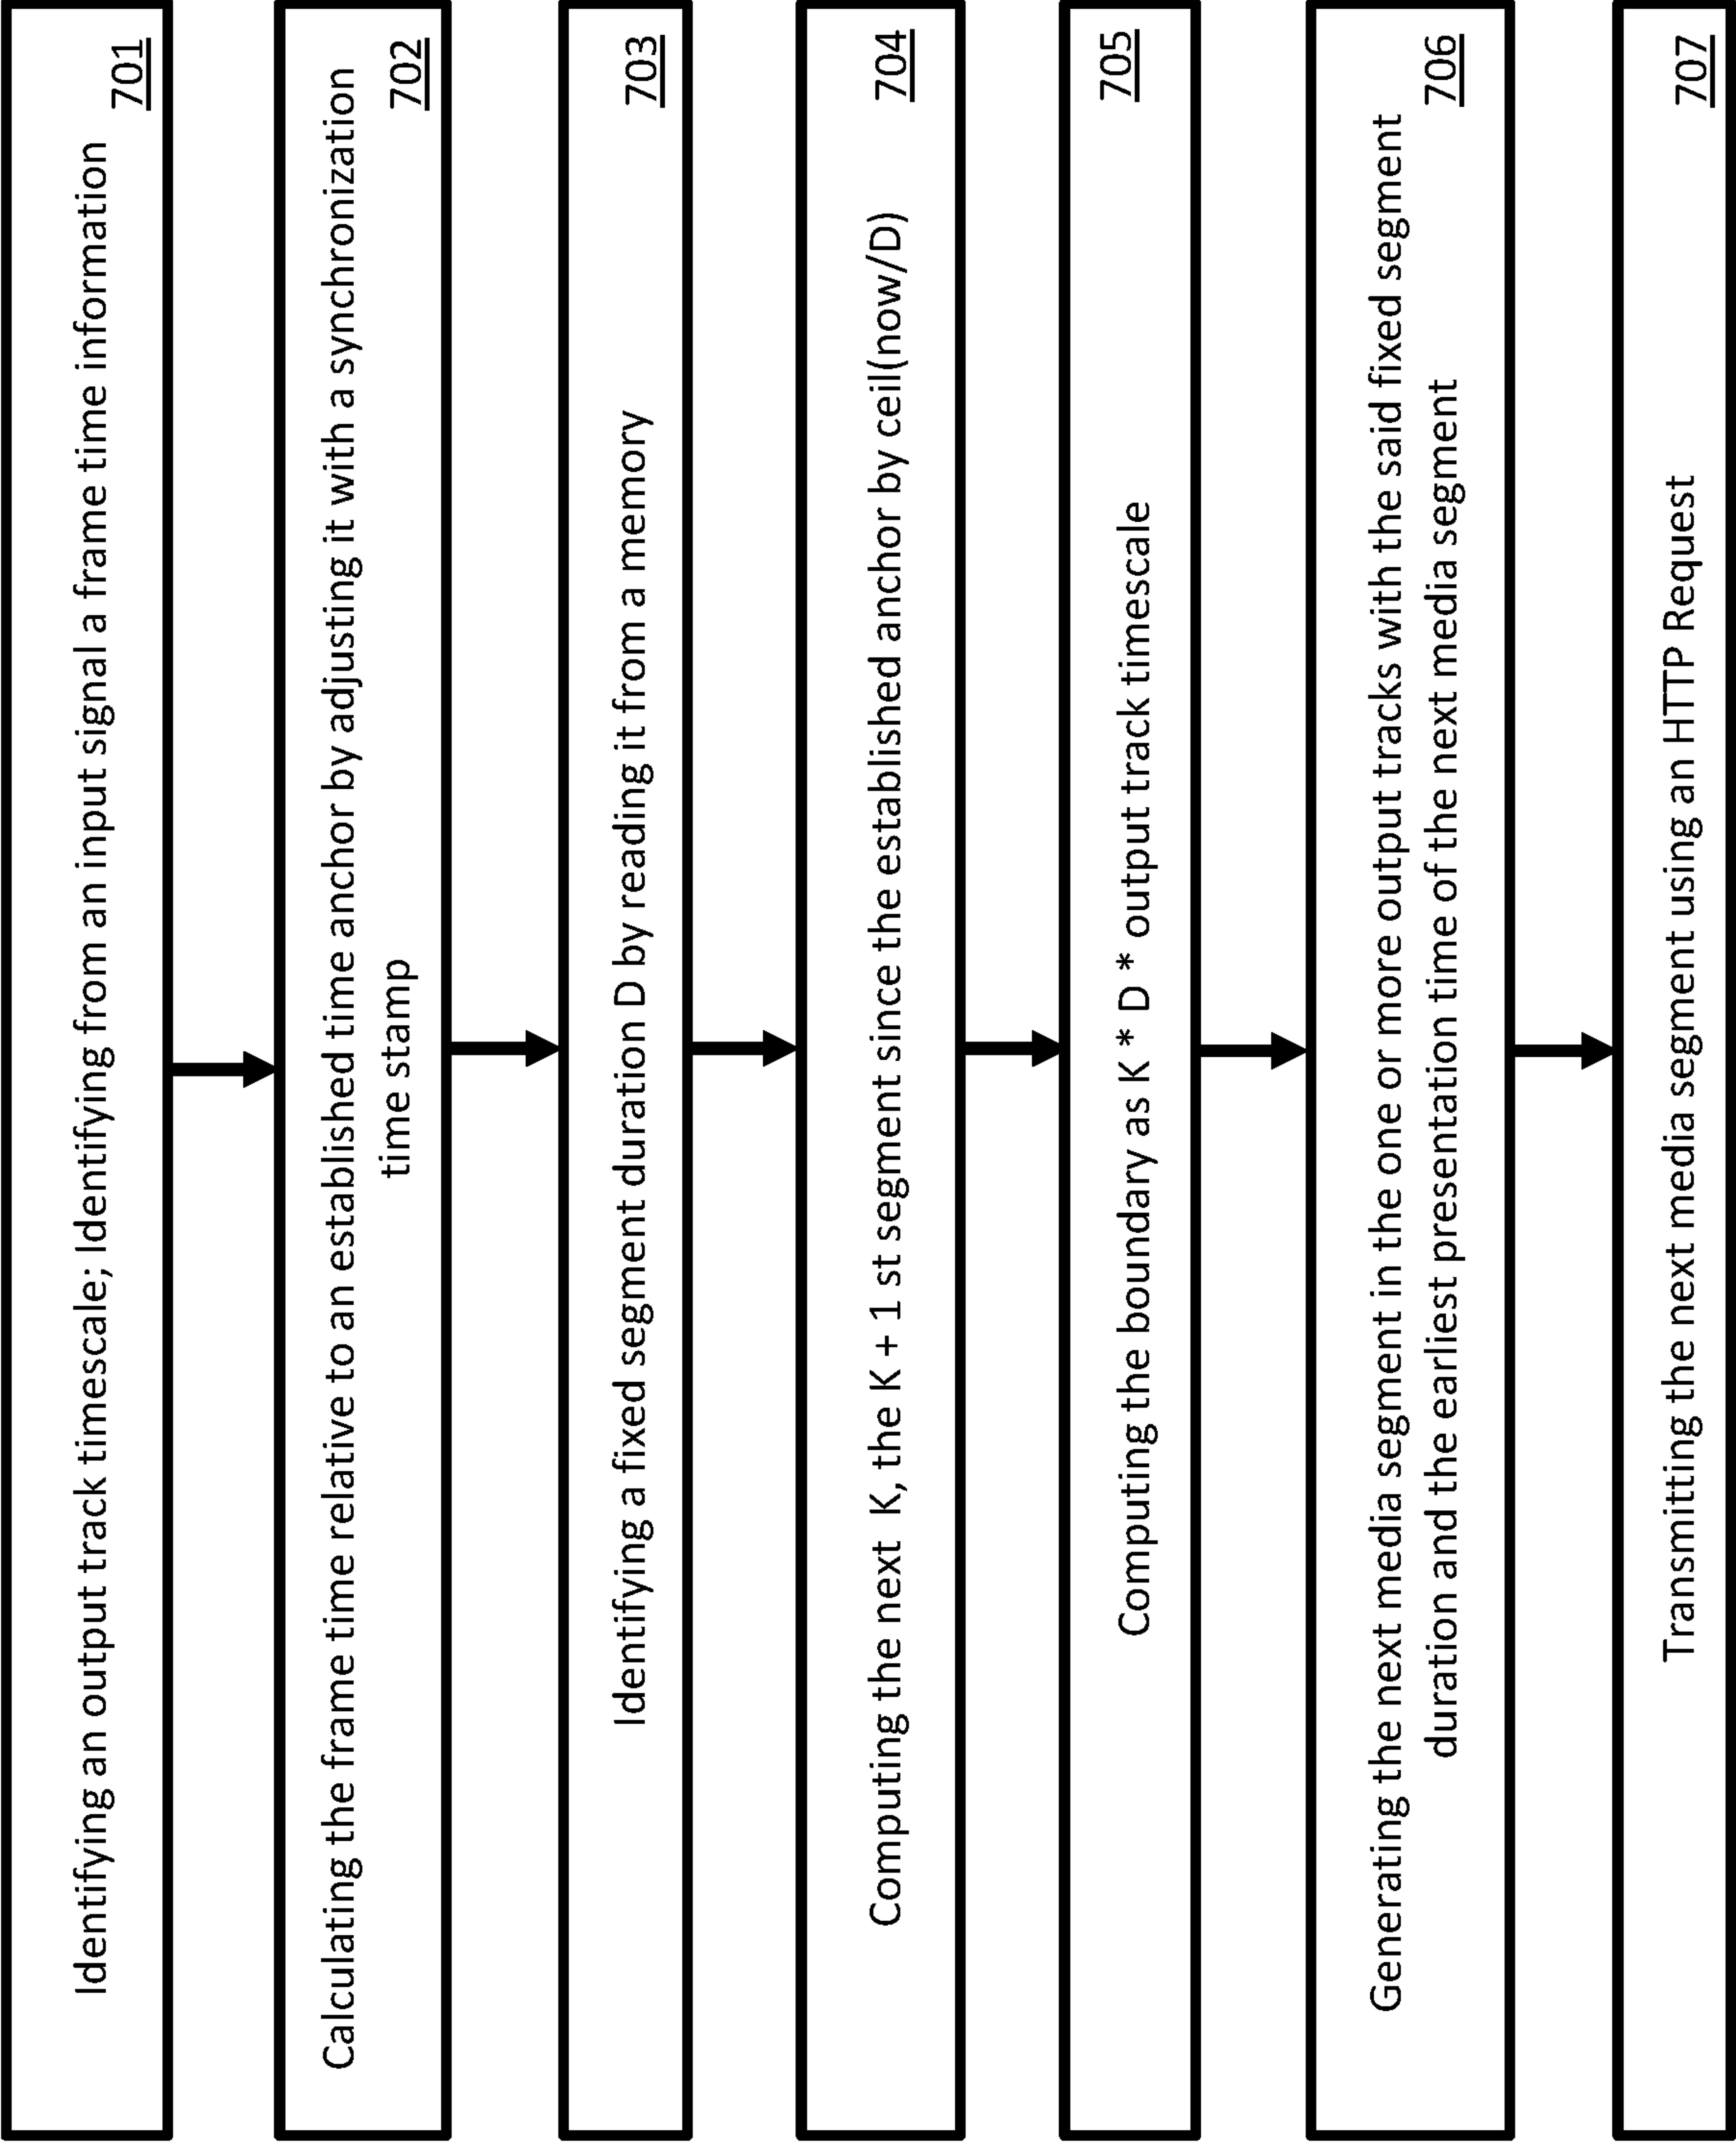 Identifying an output track timescale; Identifying from an input signal a frame time information
701
Calculating the frame time relative to an established time anchor by adjusting it with a synchronization
time stamp
702
Identifying a fixed segment duration D by reading it from a memory
703
Computing the next K, the K + 1 st segment since the established anchor by ceil(now/D)
704
Computing the boundary as K * D * output track timescale
705
Generating the next media segment in the one or more output tracks with the said fixed segment
duration and the earliest presentation time of the next media segment
706
Transmitting the next media segment using an HTTP Request
707